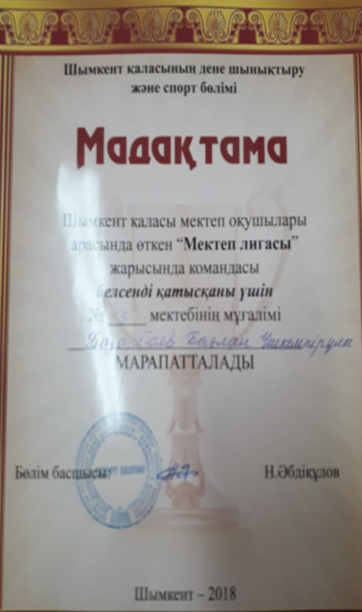 Шымкент қаласының дене шынықтыру
және спорт бөлімі
Мадақтама
Шымкент қаласы мектеп оқушылары
арасында өткен “Мектеп лигасы”
жарысында командасы
белсенді қатысқаны үшін
№ мектебінің мұғалімі
Бағлан
МАРАПАТТАЛАДЫ
Бөлім басшысы: Н.Әбдіқұлов
Шымкент – 2018